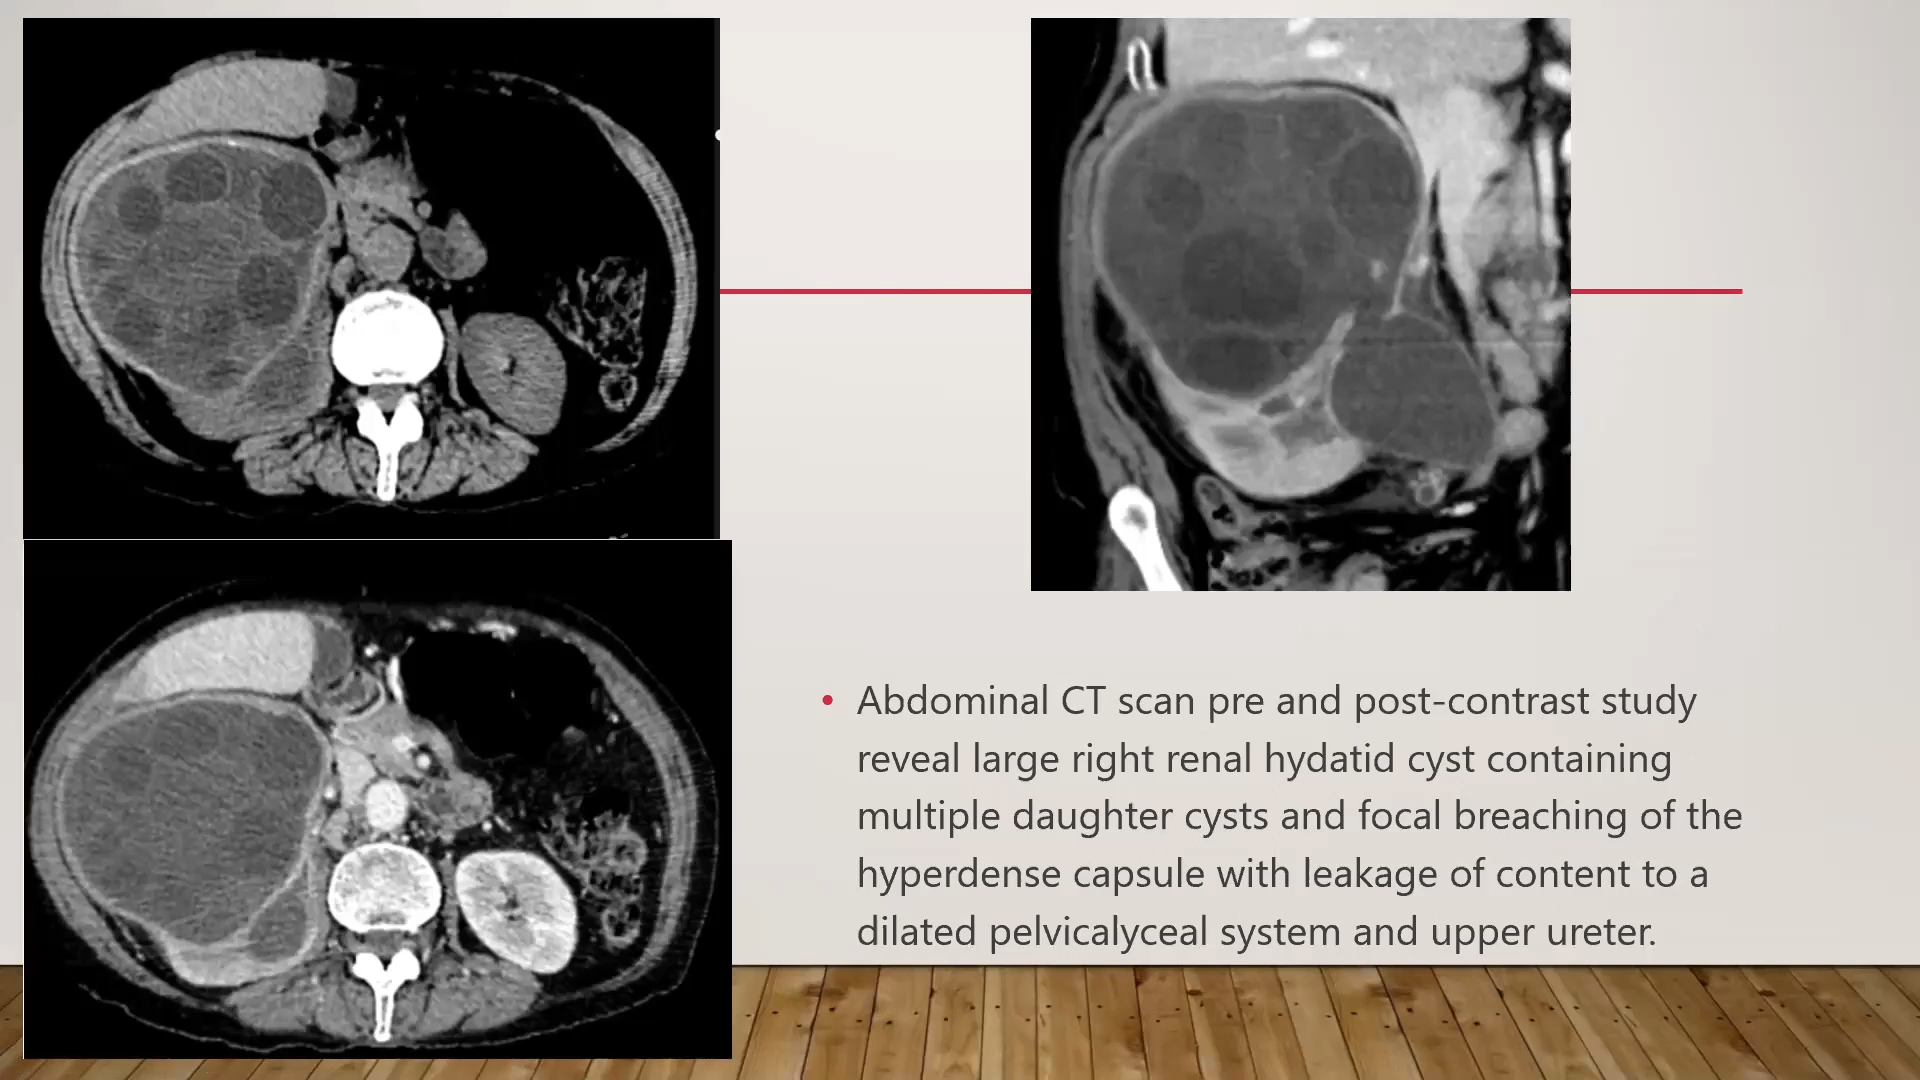 Abdominal CT scan pre and post-contrast study
reveal large right renal hydatid cyst containing
multiple daughter cysts and focal breaching of the
hyperdense capsule with leakage of content to a
dilated pelvicalyceal system and upper ureter.